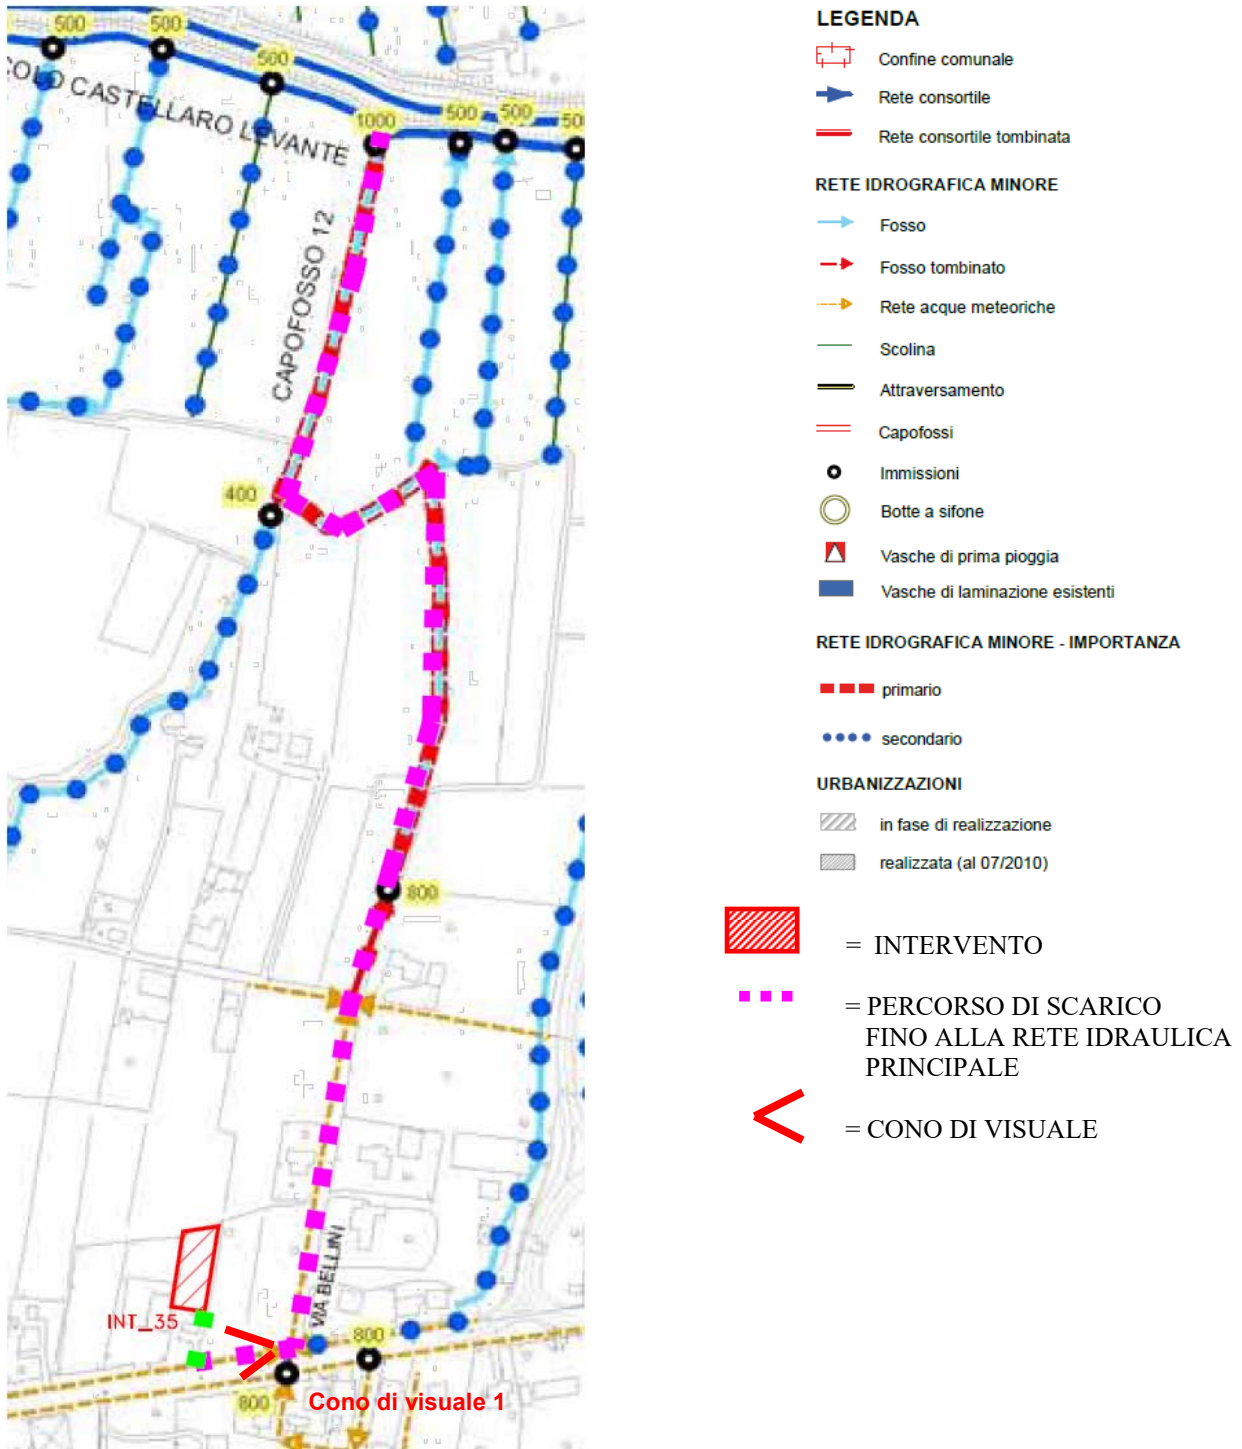 500
500
500
COLO CASTELLARO LEVANTE
1000
500
500
50
CAPOFOSSO 12
400
800
VIA BELLINI
INT_35
800
800
Cono di visuale 1
LEGENDA
Confine comunale
Rete consortile
Rete consortile tombinata
RETE IDROGRAFICA MINORE
Fosso
Fosso tombinato
Rete acque meteoriche
Scolina
Attraversamento
Capofossi
Immissioni
Botte a sifone
Vasche di prima pioggia
Vasche di laminazione esistenti
RETE IDROGRAFICA MINORE - IMPORTANZA
primario
secondario
URBANIZZAZIONI
in fase di realizzazione
realizzata (al 07/2010)
= INTERVENTO
= PERCORSO DI SCARICO
FINO ALLA RETE IDRAULICA
PRINCIPALE
= CONO DI VISUALE